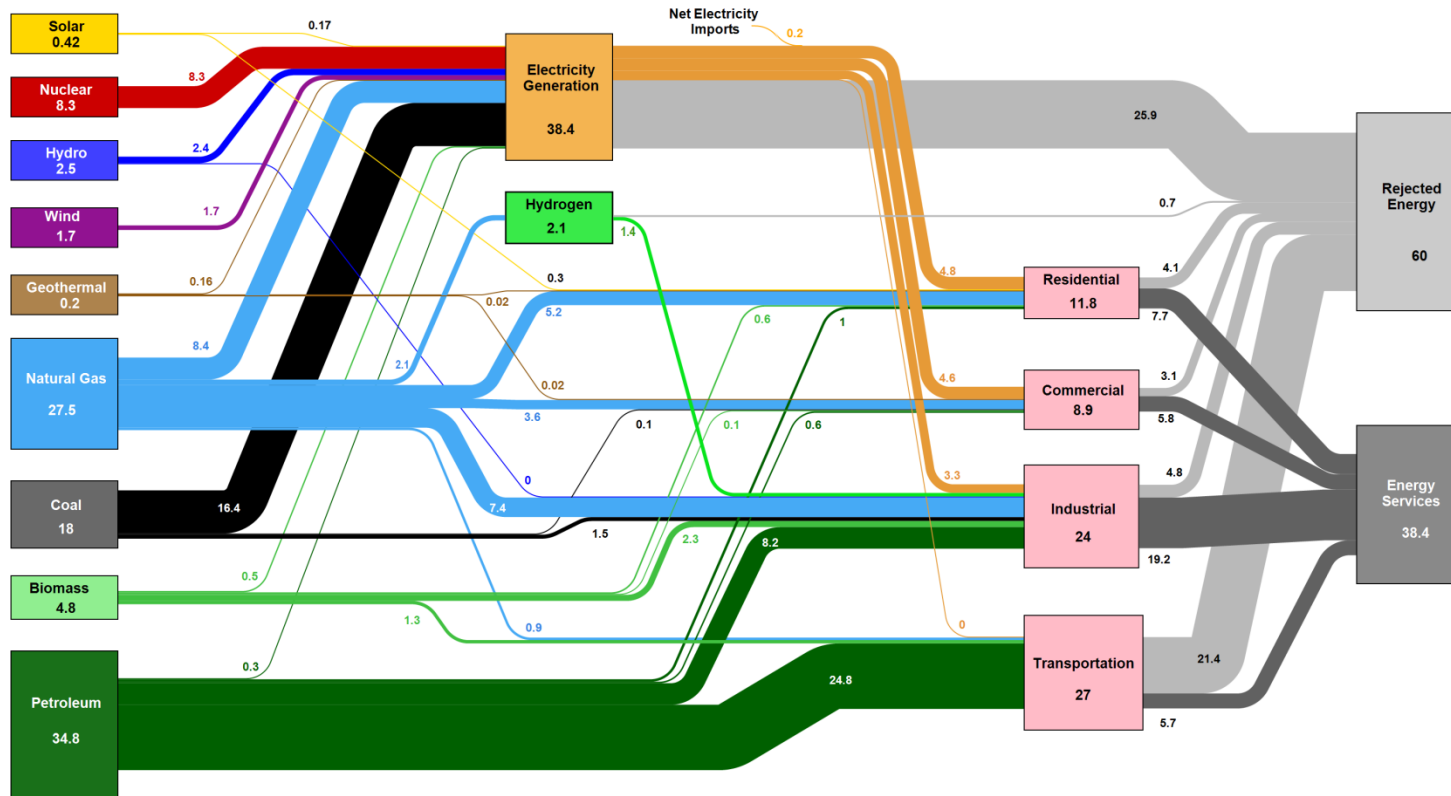 Solar
0.42
0.17
Net Electricity
Imports
0.2
Nuclear
8.3
8.3
Electricity
Generation
38.4
25.9
Rejected
Energy
60
Hydro
2.5
2.4
Wind
1.7
1.7
Hydrogen
2.1
1.4
0.7
Geothermal
0.2
0.16
0.02
0.3
5.2
4.8
Residential
11.8
4.1
7.7
0.6
1
Natural Gas
27.5
8.4
2.1
0.02
3.6
4.6
Commercial
8.9
3.1
5.8
0.1
0.1
0.6
Coal
18
16.4
0
7.4
1.5
3.3
Industrial
24
4.8
19.2
Energy
Services
38.4
2.3
8.2
Biomass
4.8
0.5
1.3
0.9
0
Petroleum
34.8
0.3
24.8
Transportation
27
21.4
5.7